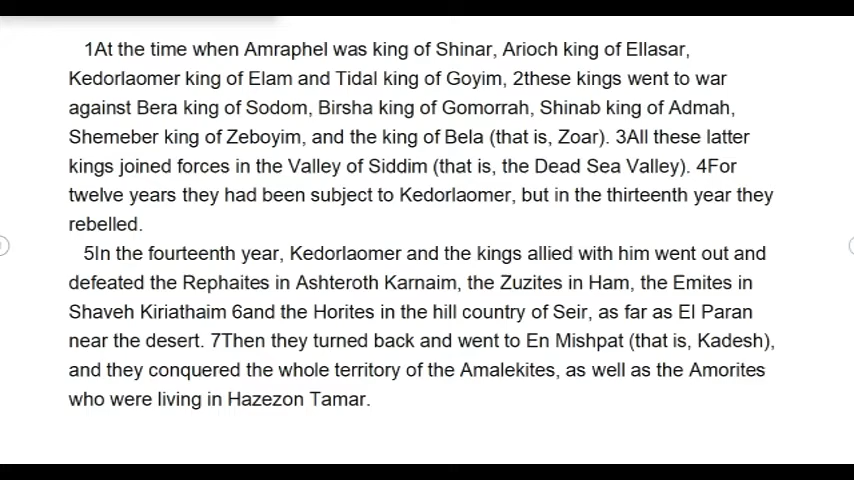 1At the time when Amraphel was king of Shinar, Arioch king of Ellasar,
Kedorlaomer king of Elam and Tidal king of Goyim, 2these kings went to war
against Bera king of Sodom, Birsha king of Gomorrah, Shinab king of Admah,
Shemeber king of Zeboyim, and the king of Bela (that is, Zoar). 3All these latter
kings joined forces in the Valley of Siddim (that is, the Dead Sea Valley). 4For
twelve years they had been subject to Kedorlaomer, but in the thirteenth year they
rebelled.
5In the fourteenth year, Kedorlaomer and the kings allied with him went out and
defeated the Rephaites in Ashteroth Karnaim, the Zuzites in Ham, the Emites in
Shaveh Kiriathaim 6and the Horites in the hill country of Seir, as far as El Paran
near the desert. 7Then they turned back and went to En Mishpat (that is, Kadesh),
and they conquered the whole territory of the Amalekites, as well as the Amorites
who were living in Hazezon Tamar.